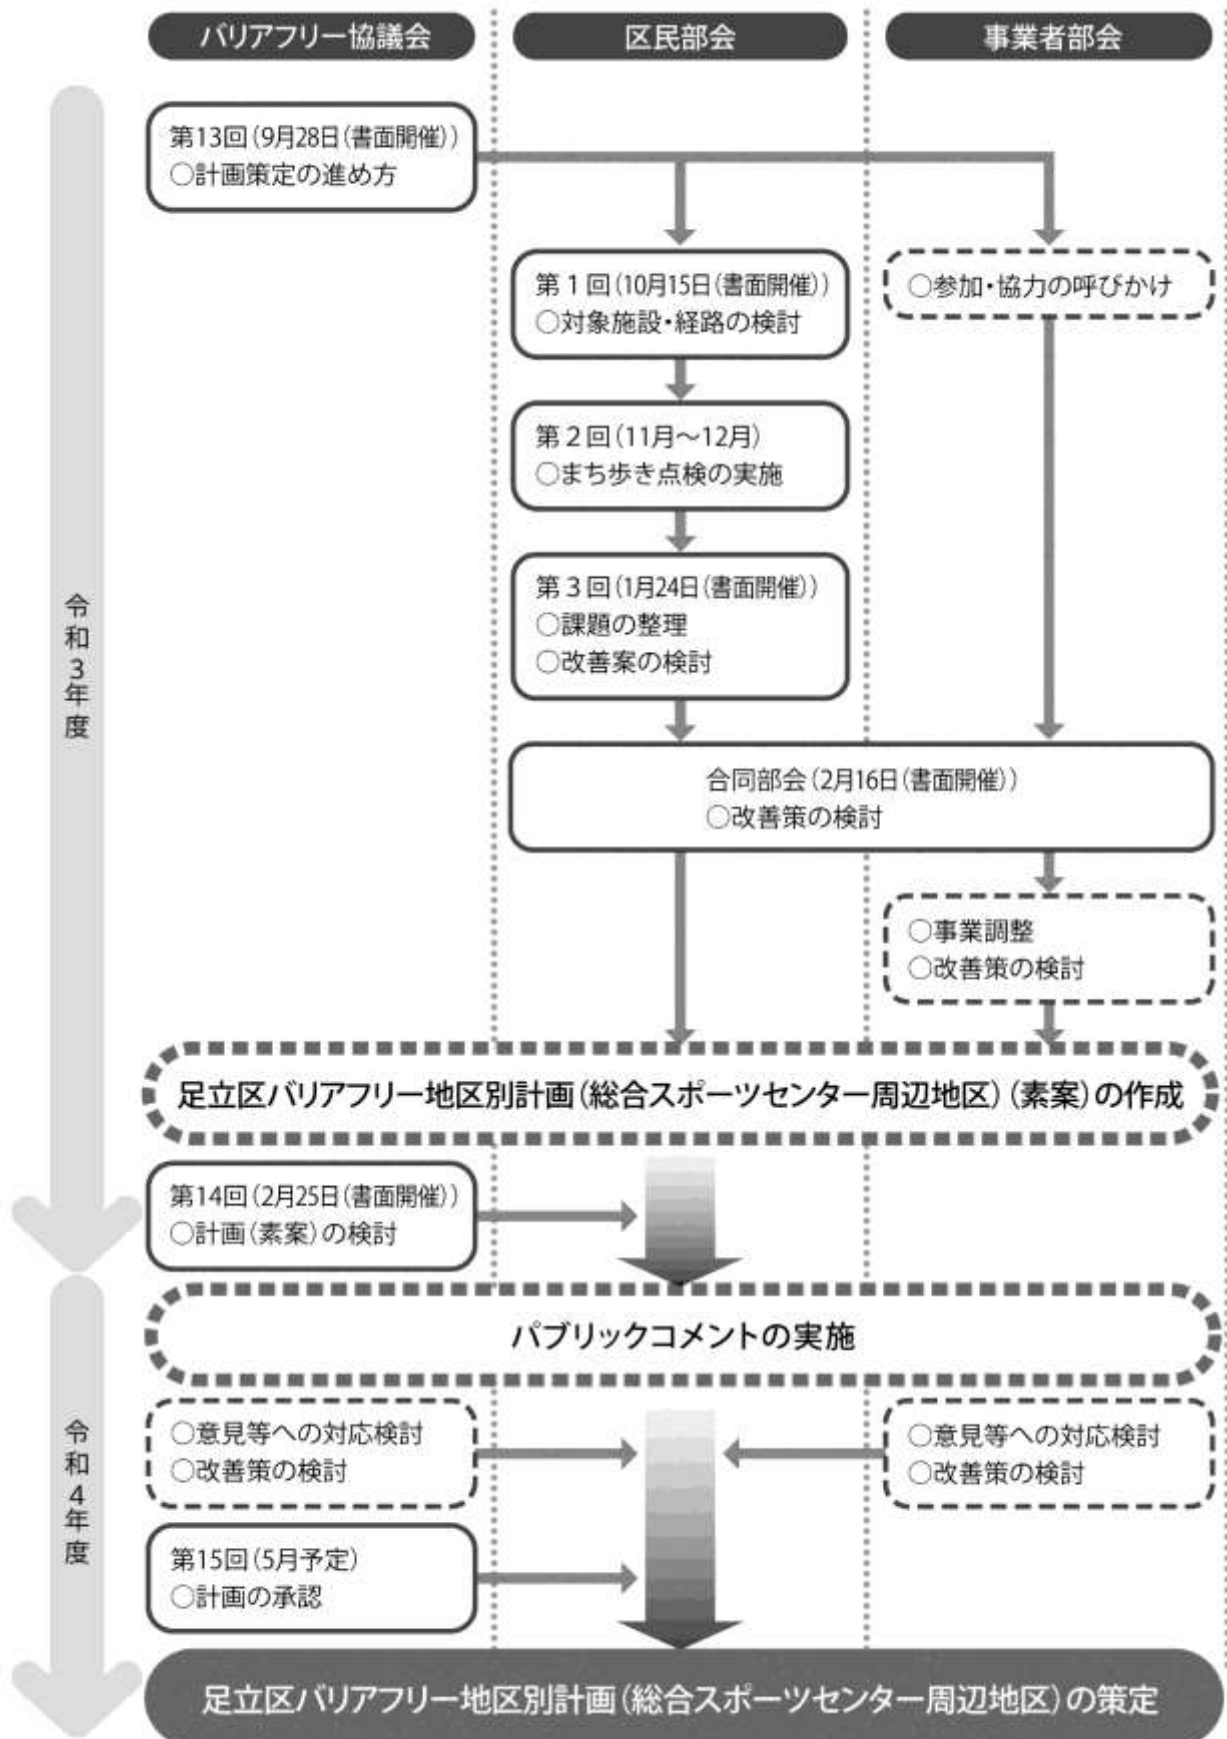 バリアフリー協議会
区民部会
事業者部会
令和3年度
第13回(9月28日(書面開催))
○計画策定の進め方
第1回(10月15日(書面開催))
○対象施設・経路の検討
○参加・協力の呼びかけ
第2回(11月～12月)
○まち歩き点検の実施
第3回(1月24日(書面開催))
○課題の整理
○改善案の検討
合同部会(2月16日(書面開催))
○改善策の検討
○事業調整
○改善策の検討
足立区バリアフリー地区別計画(総合スポーツセンター周辺地区)(素案)の作成
第14回(2月25日(書面開催))
○計画(素案)の検討
令和4年度
パブリックコメントの実施
○意見等への対応検討
○改善策の検討
○意見等への対応検討
○改善策の検討
第15回(5月予定)
○計画の承認
足立区バリアフリー地区別計画(総合スポーツセンター周辺地区)の策定